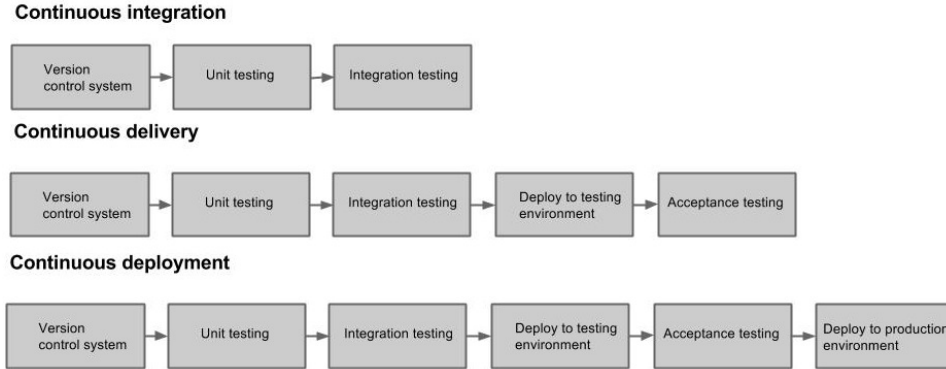 Continuous integration
Version
control system
Unit testing
Integration testing
Continuous delivery
Version
control system
Unit testing
Integration testing
Deploy to testing
environment
Acceptance testing
Continuous deployment
Version
control system
Unit testing
Integration testing
Deploy to testing
environment
Acceptance testing
Deploy to production
environment